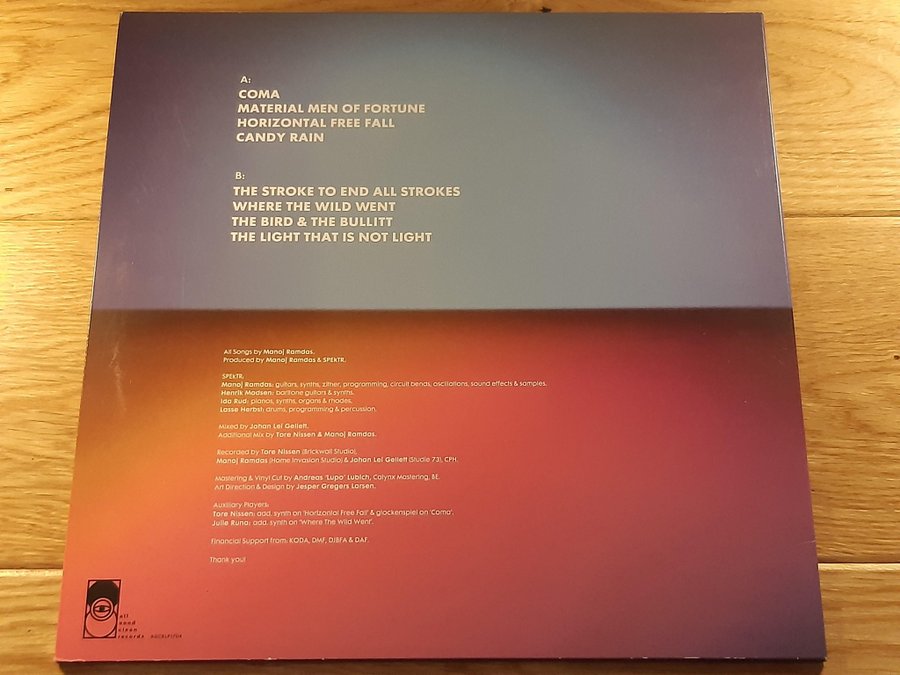 A:
COMA
MATERIAL MEN OF FORTUNE
HORIZONTAL FREE FALL
CANDY RAIN
B:
THE STROKE TO END ALL STROKES
WHERE THE WILD WENT
THE BIRD & THE BULLITT
THE LIGHT THAT IS NOT LIGHT
All Songs by Manoj Ramdas.
Produced by Manoj Ramdas & SPEkTR.
SPEkTR,
Manoj Ramdas: guitars, synths, zither, programming, circuit bends, oscillations, sound effects & samples.
Henrik Madsen: baritone guitars & synths.
Ida Rud: pianos, synths, organs & rhodes.
Lasse Herbst: drums, programming & percussion.
Mixed by Johan Lei Gellett.
Additional Mix by Tore Nissen & Manoj Ramdas.
Recorded by Tore Nissen (Brickwall Studio),
Manoj Ramdas (Home Invasion Studio) & Johan Lei Gellett (Studie 73), CPH.
Mastering & Vinyl Cut by Andreas 'Lupo' Lubich, Calyx Mastering, BE.
Art Direction & Design by Jesper Gregers Larsen.
Auxiliary Players:
Tore Nissen: add. synth on 'Horizontal Free Fall' & glockenspiel on 'Coma'.
Julie Runa: add. synth on 'Where The Wild Went'.
Financial Support from: KODA, DMF, DJBFA & DAF.
Thank you!
records